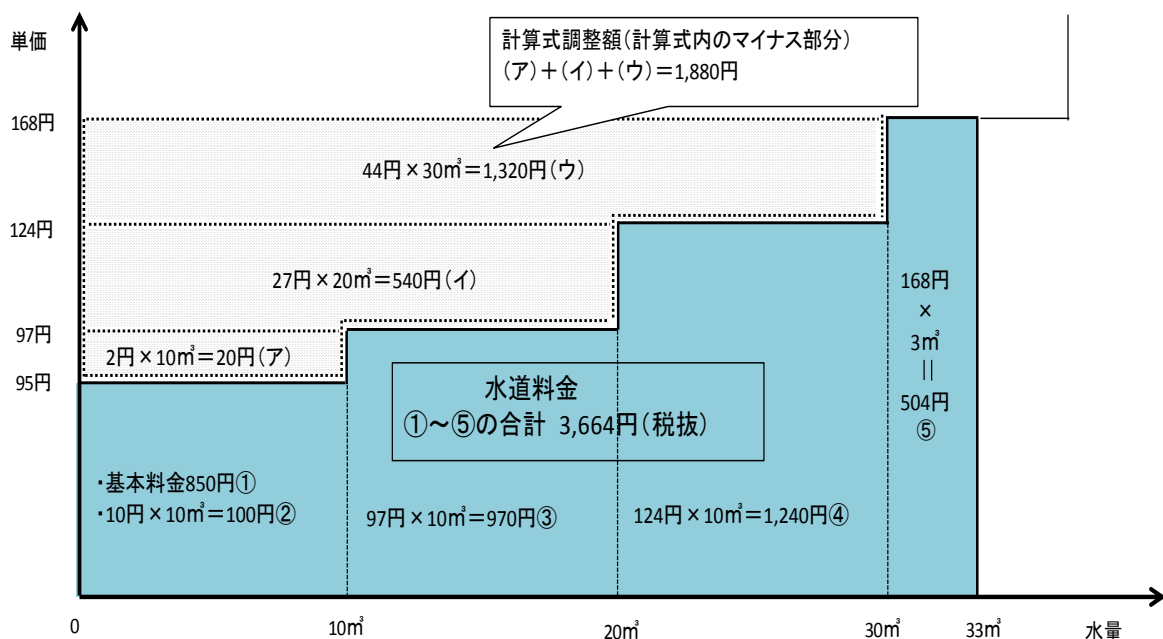 単価
計算式調整額(計算式内のマイナス部分)
(ア)+(イ)+(ウ)=1,880円
168円
44円×30㎥=1,320円(ウ)
124円
27円×20㎥=540円(イ)
97円
2円×10㎥=20円(ア)
95円
水道料金
①~⑤の合計 3,664円(税抜)
168円
×
3㎥
||
504円
⑤
・基本料金850円①
・10円×10㎥=100円②
97円×10㎥=970円③
124円×10㎥=1,240円④
0
10㎥
20㎥
30㎥
33㎥
水量